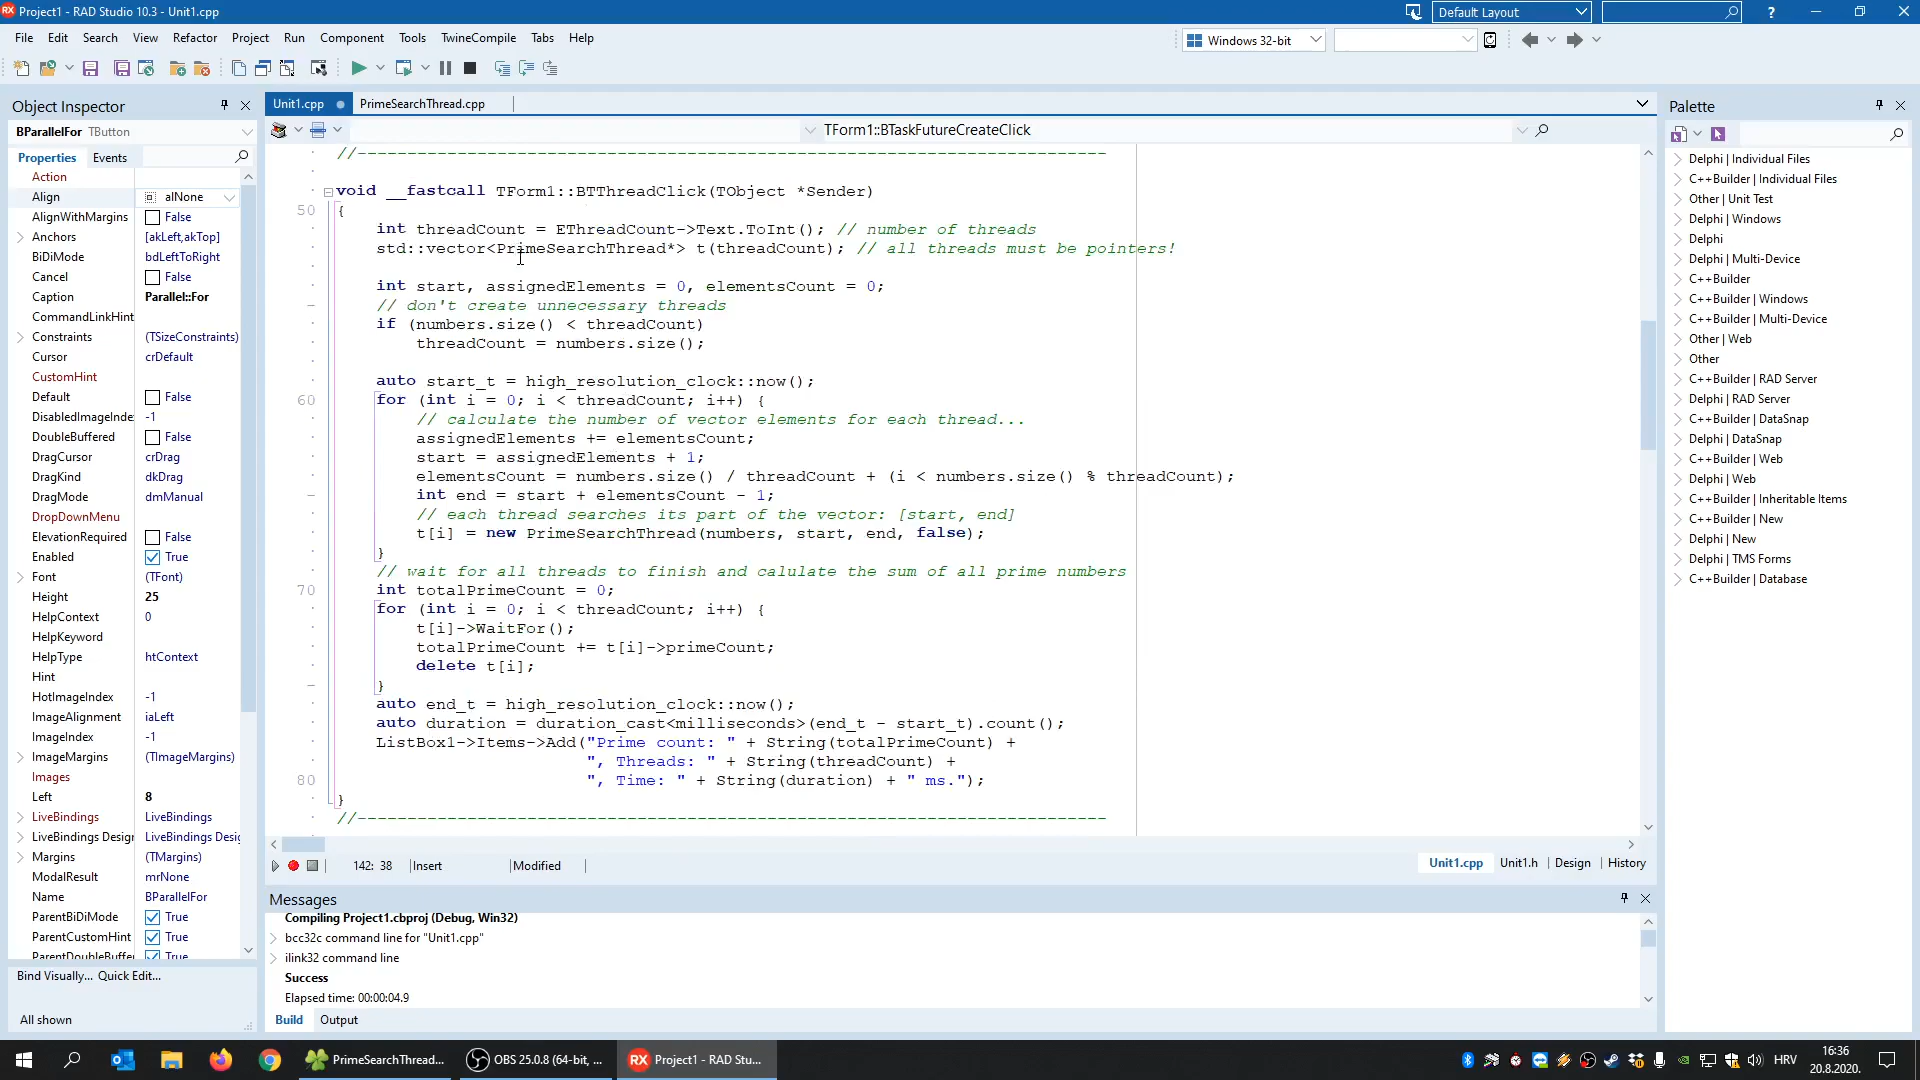 Project1 - RAD Studio 10.3 - Unit1.cpp
Default Layout
?
File Edit Search View Refactor Project Run Component Tools TwineCompile Tabs Help
Windows 32-bit
Object Inspector
BParallelFor TButton
Properties Events
Action
Align alNone
AlignWithMargins False
Anchors [akLeft,akTop]
BiDiMode bdLeftToRight
Cancel False
Caption Parallel::For
CommandLinkHint
Constraints (TSizeConstraints)
Cursor crDefault
CustomHint
Default False
DisabledImageInde -1
DoubleBuffered False
DragCursor crDrag
DragKind dkDrag
DragMode dmManual
DropDownMenu
ElevationRequired False
Enabled True
Font (TFont)
Height 25
HelpContext 0
HelpKeyword
HelpType htContext
Hint
HotImageIndex -1
ImageAlignment iaLeft
ImageIndex -1
ImageMargins (TImageMargins)
Images
Left 8
LiveBindings LiveBindings
LiveBindings Design LiveBindings Desig
Margins (TMargins)
ModalResult mrNone
Name BParallelFor
ParentBiDiMode True
ParentCustomHint True
ParentDoubleBuffer True
Bind Visually... Quick Edit...
All shown
Unit1.cpp PrimeSearchThread.cpp
TForm1::BTaskFutureCreateClick
//---------------------------------------------------------------------------
void __fastcall TForm1::BTThreadClick(TObject *Sender)
50 {
int threadCount = EThreadCount->Text.ToInt(); // number of threads
std::vector<PrimeSearchThread*> t(threadCount); // all threads must be pointers!
int start, assignedElements = 0, elementsCount = 0;
// don't create unnecessary threads
if (numbers.size() < threadCount)
threadCount = numbers.size();
auto start_t = high_resolution_clock::now();
60 for (int i = 0; i < threadCount; i++) {
// calculate the number of vector elements for each thread...
assignedElements += elementsCount;
start = assignedElements + 1;
elementsCount = numbers.size() / threadCount + (i < numbers.size() % threadCount);
int end = start + elementsCount - 1;
// each thread searches its part of the vector: [start, end]
t[i] = new PrimeSearchThread(numbers, start, end, false);
}
// wait for all threads to finish and calulate the sum of all prime numbers
70 int totalPrimeCount = 0;
for (int i = 0; i < threadCount; i++) {
t[i]->WaitFor();
totalPrimeCount += t[i]->primeCount;
delete t[i];
}
auto end_t = high_resolution_clock::now();
auto duration = duration_cast<milliseconds>(end_t - start_t).count();
ListBox1->Items->Add("Prime count: " + String(totalPrimeCount) +
", Threads: " + String(threadCount) +
80 ", Time: " + String(duration) + " ms.");
}
//---------------------------------------------------------------------------
142: 38 Insert Modified
Unit1.cpp Unit1.h Design History
Messages
Compiling Project1.cbproj (Debug, Win32)
bcc32c command line for "Unit1.cpp"
ilink32 command line
Success
Elapsed time: 00:00:04.9
Build Output
Palette
Delphi | Individual Files
C++Builder | Individual Files
Other | Unit Test
Delphi | Windows
Delphi
Delphi | Multi-Device
C++Builder
C++Builder | Windows
C++Builder | Multi-Device
Other | Web
Other
C++Builder | RAD Server
Delphi | RAD Server
C++Builder | DataSnap
Delphi | DataSnap
C++Builder | Web
Delphi | Web
C++Builder | Inheritable Items
C++Builder | New
Delphi | New
Delphi | TMS Forms
C++Builder | Database
PrimeSearchThread... OBS 25.0.8 (64-bit, ... RX Project1 - RAD Stu...
HRV
16:36
20.8.2020.